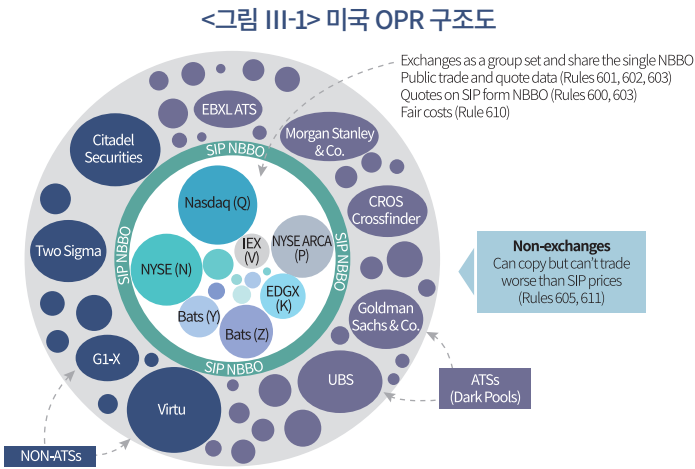 <그림 III-1> 미국 OPR 구조도
Exchanges as a group set and share the single NBBO
Public trade and quote data (Rules 601, 602, 603)
Quotes on SIP form NBBO (Rules 600, 603)
Fair costs (Rule 610)
EBXL ATS
Citadel
Securities
Morgan Stanley
& Co.
SIP NBBO
Nasdaq (Q)
CROS
Crossfinder
Two Sigma
SIP NBBO
NYSE (N)
IEX
(V)
NYSE ARCA
(P)
SIP NBBO
Non-exchanges
Can copy but can't trade
worse than SIP prices
(Rules 605, 611)
EDGX
(K)
Bats (Y)
Bats (Z)
Goldman
Sachs & Co.
G1-X
SIP NBBO
UBS
ATSs
(Dark Pools)
Virtu
NON-ATSs